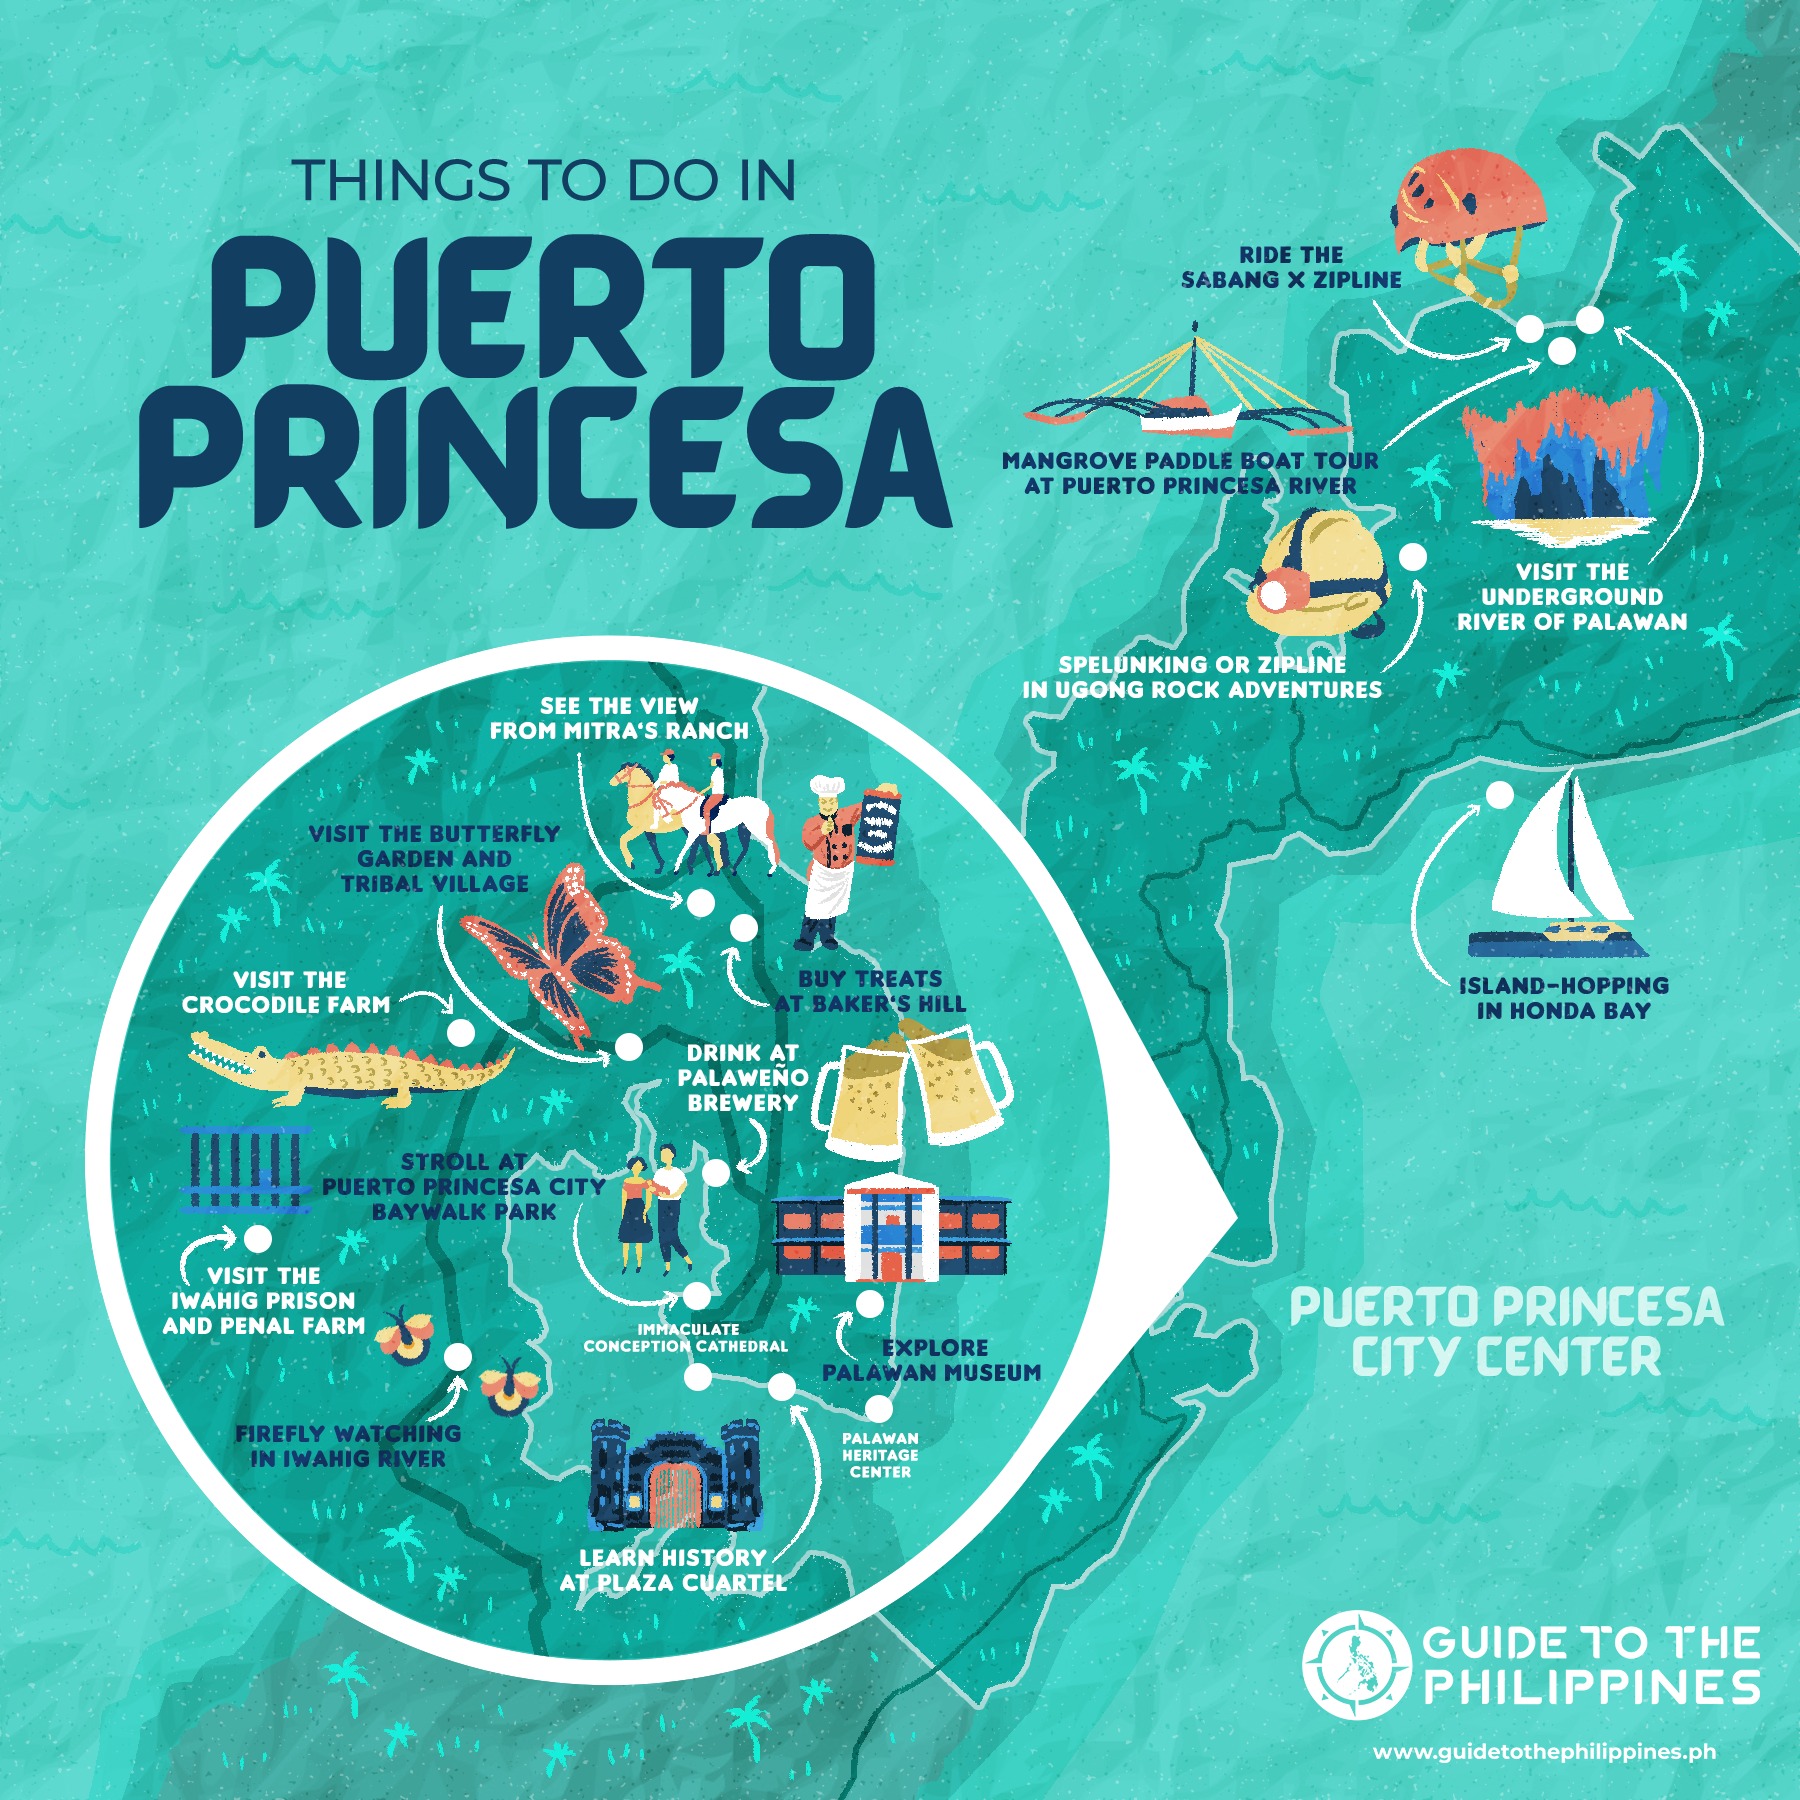 THINGS TO DO IN
PUERTO
PRINCESA
RIDE THE
SABANG X ZIPLINE
MANGROVE PADDLE BOAT TOUR
AT PUERTO PRINCESA RIVER
VISIT THE
UNDERGROUND
RIVER OF PALAWAN
SPELUNKING OR ZIPLINE
IN UGONG ROCK ADVENTURES
ISLAND-HOPPING
IN HONDA BAY
SEE THE VIEW
FROM MITRA'S RANCH
VISIT THE BUTTERFLY
GARDEN AND
TRIBAL VILLAGE
BUY TREATS
AT BAKER'S HILL
VISIT THE
CROCODILE FARM
DRINK AT
PALAWEÑO
BREWERY
STROLL AT
PUERTO PRINCESA CITY
BAYWALK PARK
VISIT THE
IWAHIG PRISON
AND PENAL FARM
IMMACULATE
CONCEPTION CATHEDRAL
EXPLORE
PALAWAN MUSEUM
FIREFLY WATCHING
IN IWAHIG RIVER
PALAWAN
HERITAGE
CENTER
LEARN HISTORY
AT PLAZA CUARTEL
PUERTO PRINCESA
CITY CENTER
GUIDE TO THE
PHILIPPINES
www.guidetothephilippines.ph